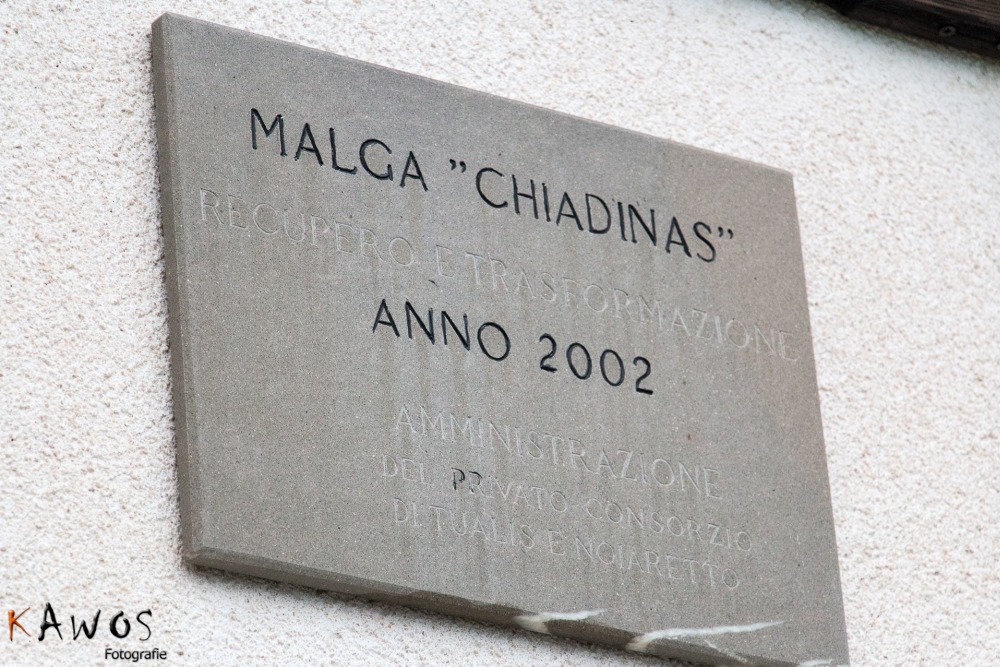 MALGA ”CHIADINAS”
RECUPERO E TRASFORMAZIONE
ANNO 2002
AMMINISTRAZIONE
DEL PRIVATO CONSORZIO
DI TUALIS E NOIARETTO
KAWOS
Fotografie